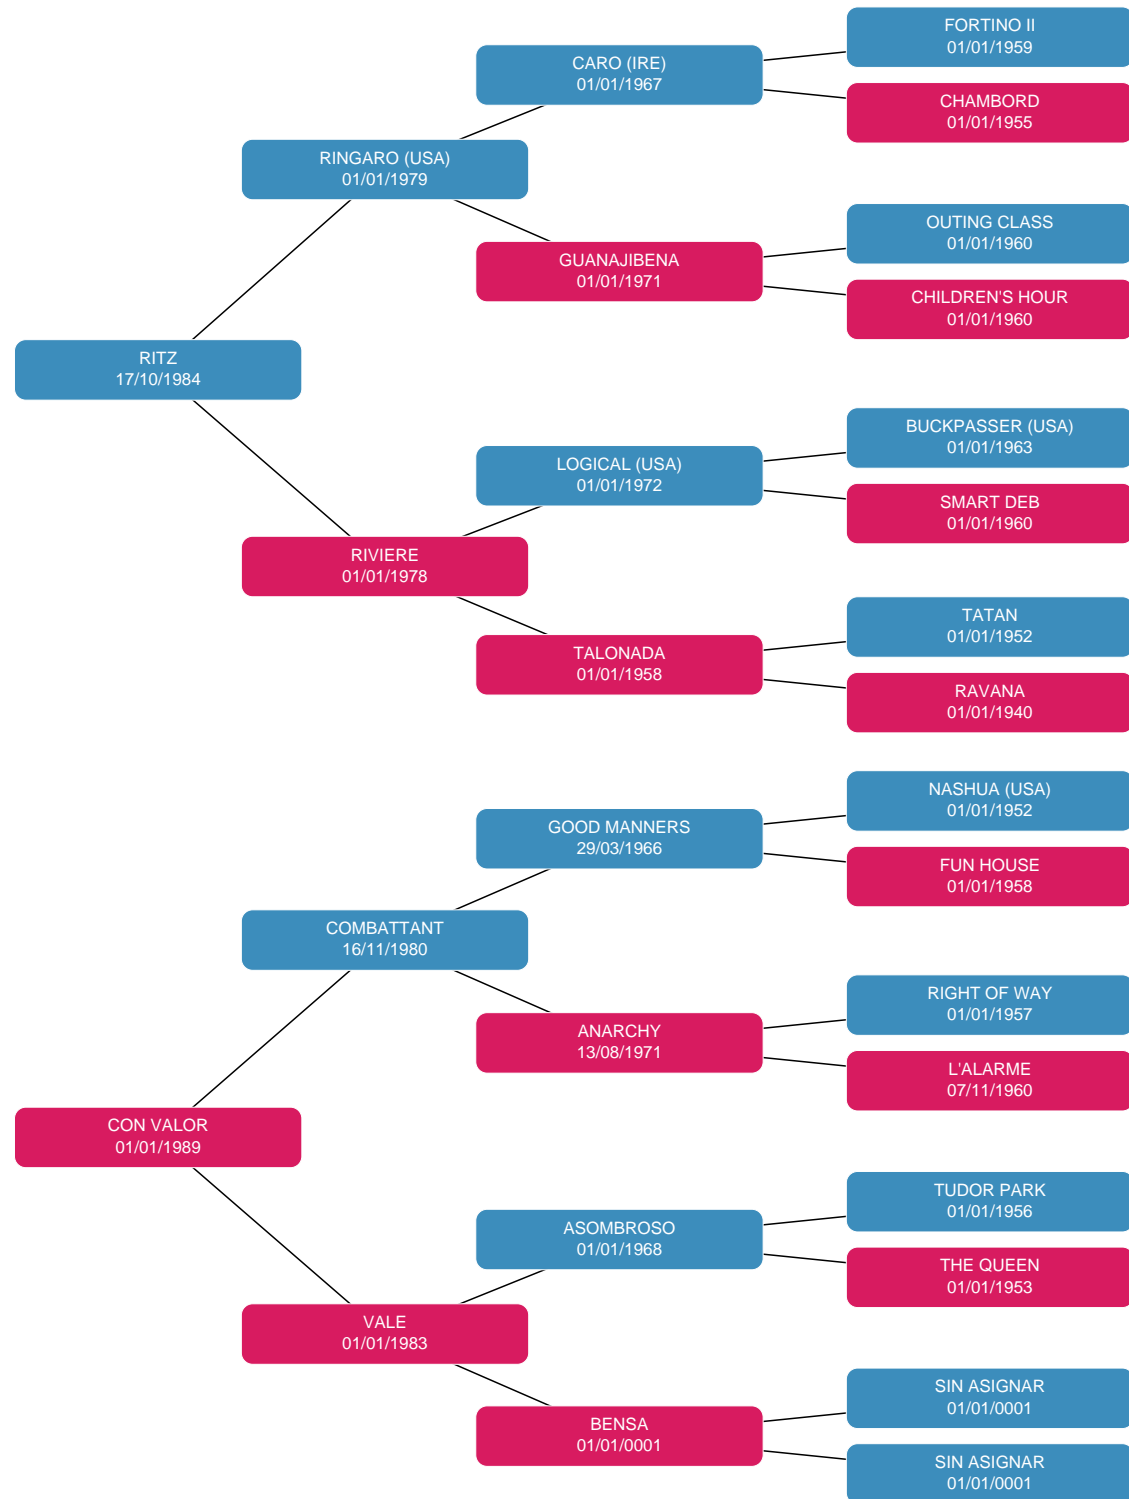 FORTINO II
01/01/1959
CARO (IRE)
01/01/1967
CHAMBORD
01/01/1955
RINGARO (USA)
01/01/1979
OUTING CLASS
01/01/1960
GUANAJIBENA
01/01/1971
CHILDREN'S HOUR
01/01/1960
RITZ
17/10/1984
BUCKPASSER (USA)
01/01/1963
LOGICAL (USA)
01/01/1972
SMART DEB
01/01/1960
RIVIERE
01/01/1978
TATAN
01/01/1952
TALONADA
01/01/1958
RAVANA
01/01/1940
NASHUA (USA)
01/01/1952
GOOD MANNERS
29/03/1966
FUN HOUSE
01/01/1958
COMBATTANT
16/11/1980
RIGHT OF WAY
01/01/1957
ANARCHY
13/08/1971
L'ALARME
07/11/1960
CON VALOR
01/01/1989
TUDOR PARK
01/01/1956
ASOMBROSO
01/01/1968
THE QUEEN
01/01/1953
VALE
01/01/1983
SIN ASIGNAR
01/01/0001
BENSA
01/01/0001
SIN ASIGNAR
01/01/0001